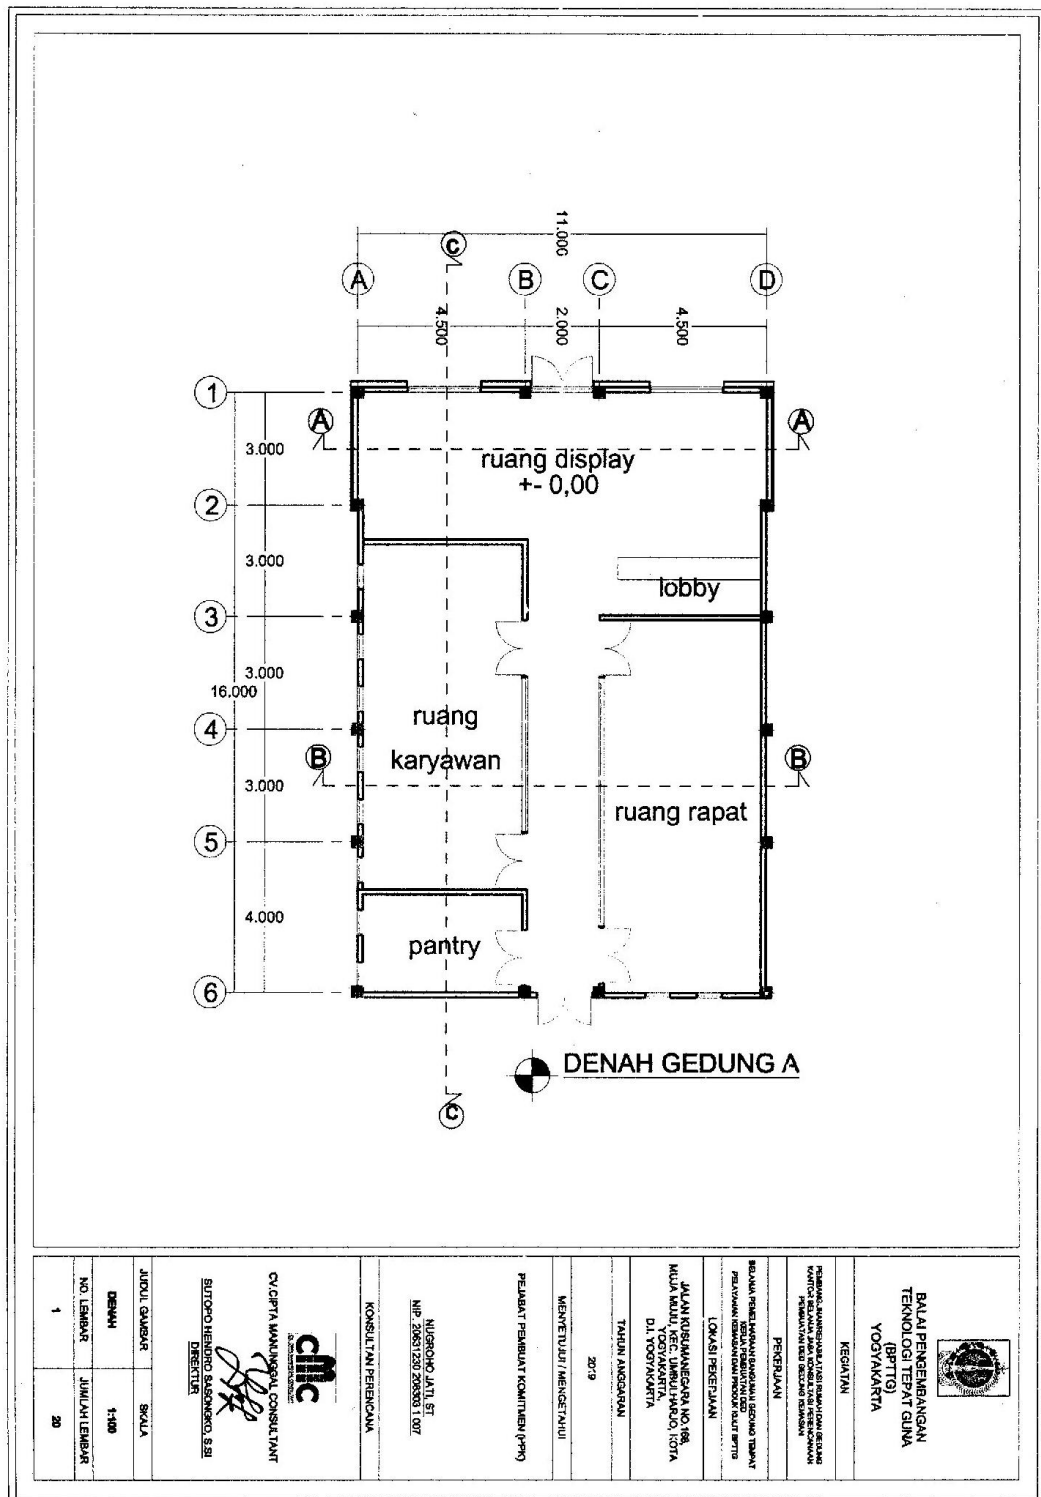 11.000
C
A
B
C
D
4.500
2.000
4.500
1
A
A
3.000
ruang display
+- 0,00
2
3.000
lobby
3
3.000
16.000
ruang
karyawan
4
B
B
3.000
ruang rapat
5
4.000
pantry
6
DENAH GEDUNG A
C
BALAI PENGEMBANGAN
TEKNOLOGI TEPAT GUNA
(BPTTG)
YOGYAKARTA
KEGIATAN
PEKERJAAN
LOKASI PEKERJAAN
JALAN KUSUMANEGARA NO.168,
MUJA MUJU, KEC. UMBULHARJO, KOTA
YOGYAKARTA,
D.I. YOGYAKARTA
TAHUN ANGGARAN
2019
MENYETUJUI / MENGETAHUI
PEJABAT PEMBUAT KOMITMEN (PPK)
NUGROHO JATI, ST
KONSULTAN PERENCANA
CV.CIPTA MANUNGGAL CONSULTANT
SUTOPO HENDRO SASONGKO, S.SI
DIREKTUR
JUDUL GAMBAR
SKALA
DENAH
1:100
NO. LEMBAR
JUMLAH LEMBAR
1
20